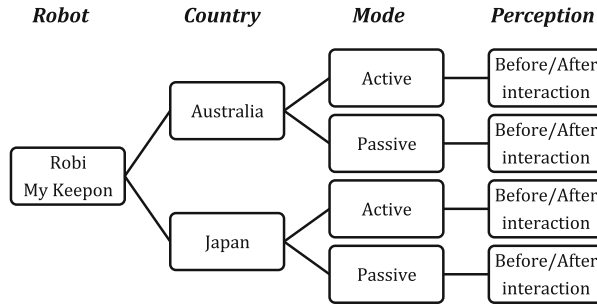 Robot Country Mode Perception
Robi
My Keepon
Australia
Japan
Active
Passive
Active
Passive
Before/After
interaction
Before/After
interaction
Before/After
interaction
Before/After
interaction